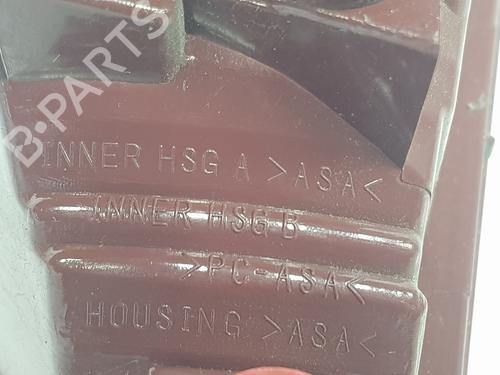 B-PARTS
INNER HSG A >ASA<
INNER HSG B
>PC-ASA<
HOUSING >ASA<